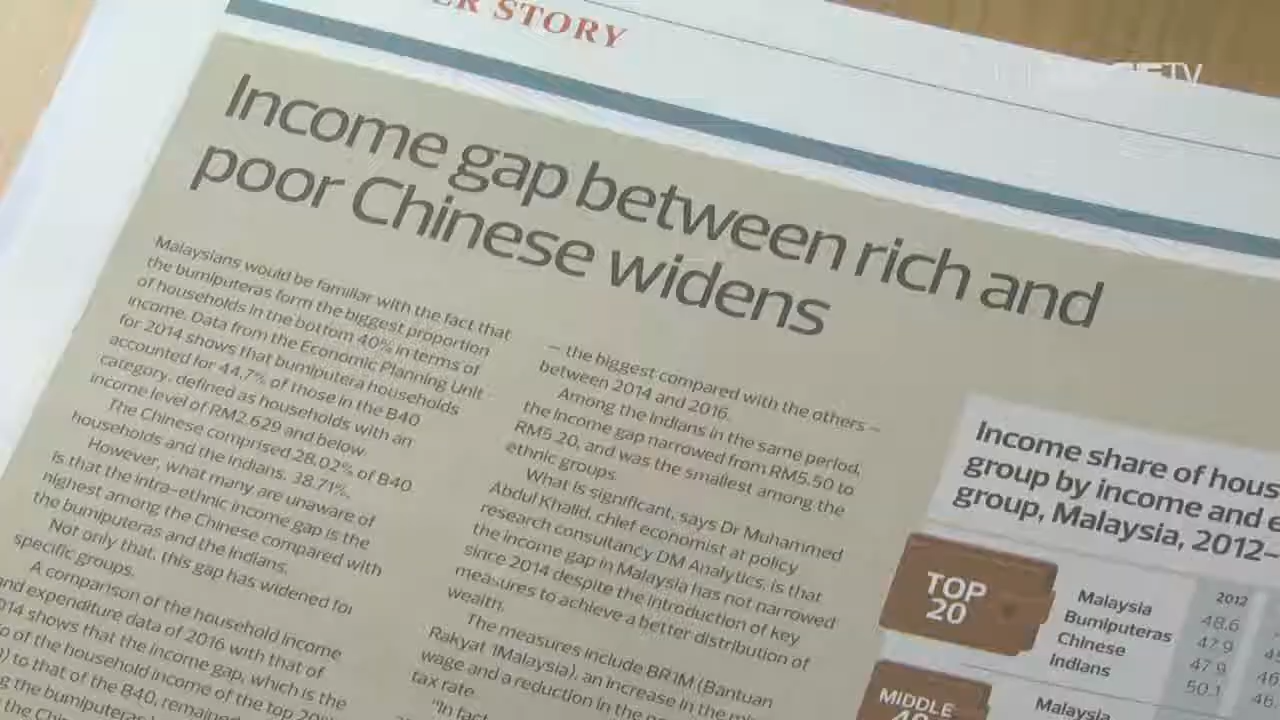 ER STORY
Income gap between rich and
poor Chinese widens
Malaysians would be familiar with the fact that
the bumiputeras form the biggest proportion
of households in the bottom 40% in terms of
income. Data from the Economic Planning Unit
for 2014 shows that bumiputera households
accounted for 44.7% of those in the B40
category, defined as households with an
income level of RM2,629 and below.
The Chinese comprised 28.02% of B40
households and the Indians, 38.71%.
However, what many are unaware of
is that the intra-ethnic income gap is the
highest among the Chinese compared with
the bumiputeras and the Indians.
Not only that, this gap has widened for
specific groups.
A comparison of the household income
and expenditure data of 2016 with that of
014 shows that the income gap, which is the
o of the household income of the top 20%
) to that of the B40, remained
g the bumiputeras
the Chin
— the biggest compared with the others —
between 2014 and 2016.
Among the Indians in the same period,
the income gap narrowed from RM5.50 to
RM5.20, and was the smallest among the
ethnic groups.
What is significant, says Dr Muhammed
Abdul Khalid, chief economist at policy
research consultancy DM Analytics, is that
the income gap in Malaysia has not narrowed
since 2014 despite the introduction of key
measures to achieve a better distribution of
wealth.
The measures include BR1M (Bantuan
Rakyat 1Malaysia), an increase in the mi
wage and a reduction in the
tax rate.
"In fact
Income share of hous
group by income and e
group, Malaysia, 2012–
2012
TOP
20
Malaysia 48.6
Bumiputeras 47.9
Chinese 47.9 46
Indians 50.1 46.
MIDDLE
40
Malaysia